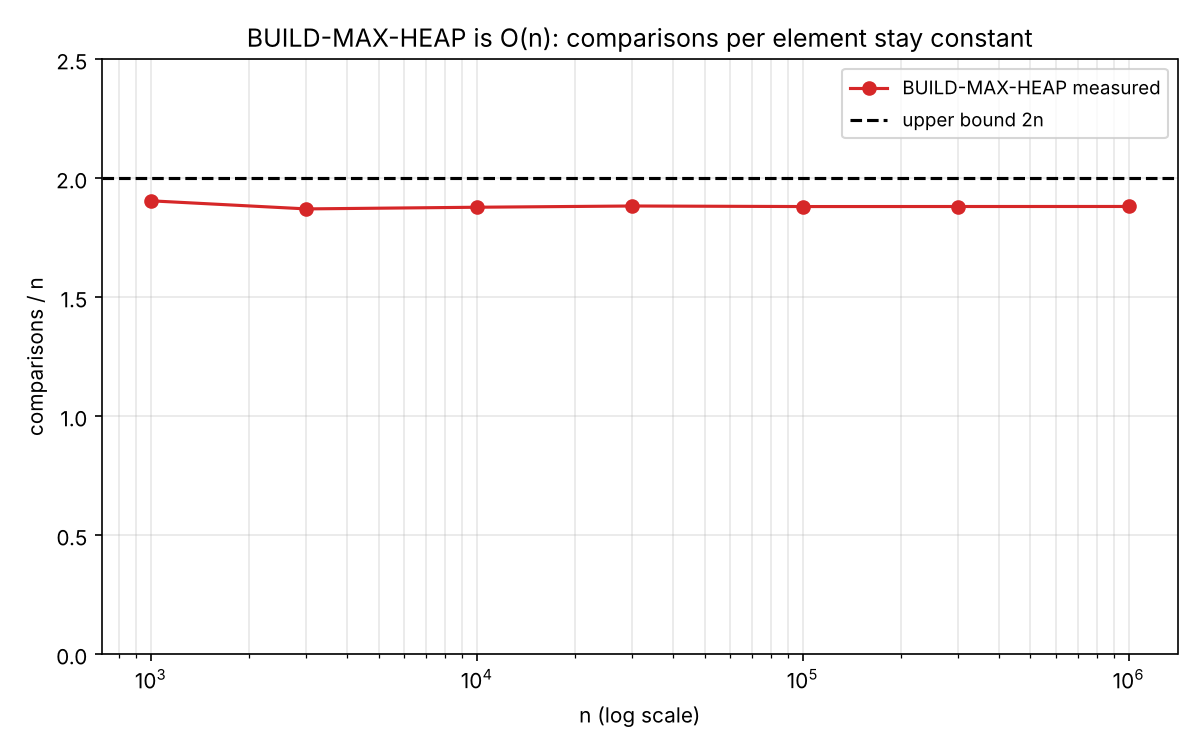 BUILD-MAX-HEAP is O(n): comparisons per element stay constant
BUILD-MAX-HEAP measured
upper bound 2n
comparisons / n
2.5
2.0
1.5
1.0
0.5
0.0
10³
10⁴
10⁵
10⁶
n (log scale)